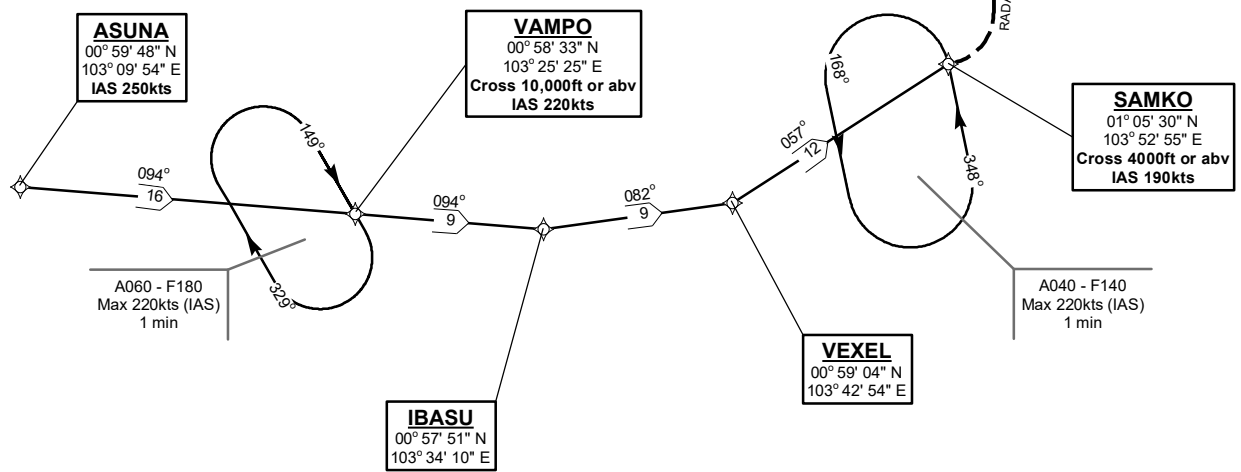 RADA
ASUNA
00° 59' 48" N
103° 09' 54" E
IAS 250kts
VAMPO
00° 58' 33" N
103° 25' 25" E
Cross 10,000ft or abv
IAS 220kts
168°
SAMKO
01° 05' 30" N
103° 52' 55" E
Cross 4000ft or abv
IAS 190kts
149°
057°
12
348°
094°
16
094°
9
082°
9
329°
A060 - F180
Max 220kts (IAS)
1 min
A040 - F140
Max 220kts (IAS)
1 min
VEXEL
00° 59' 04" N
103° 42' 54" E
IBASU
00° 57' 51" N
103° 34' 10" E